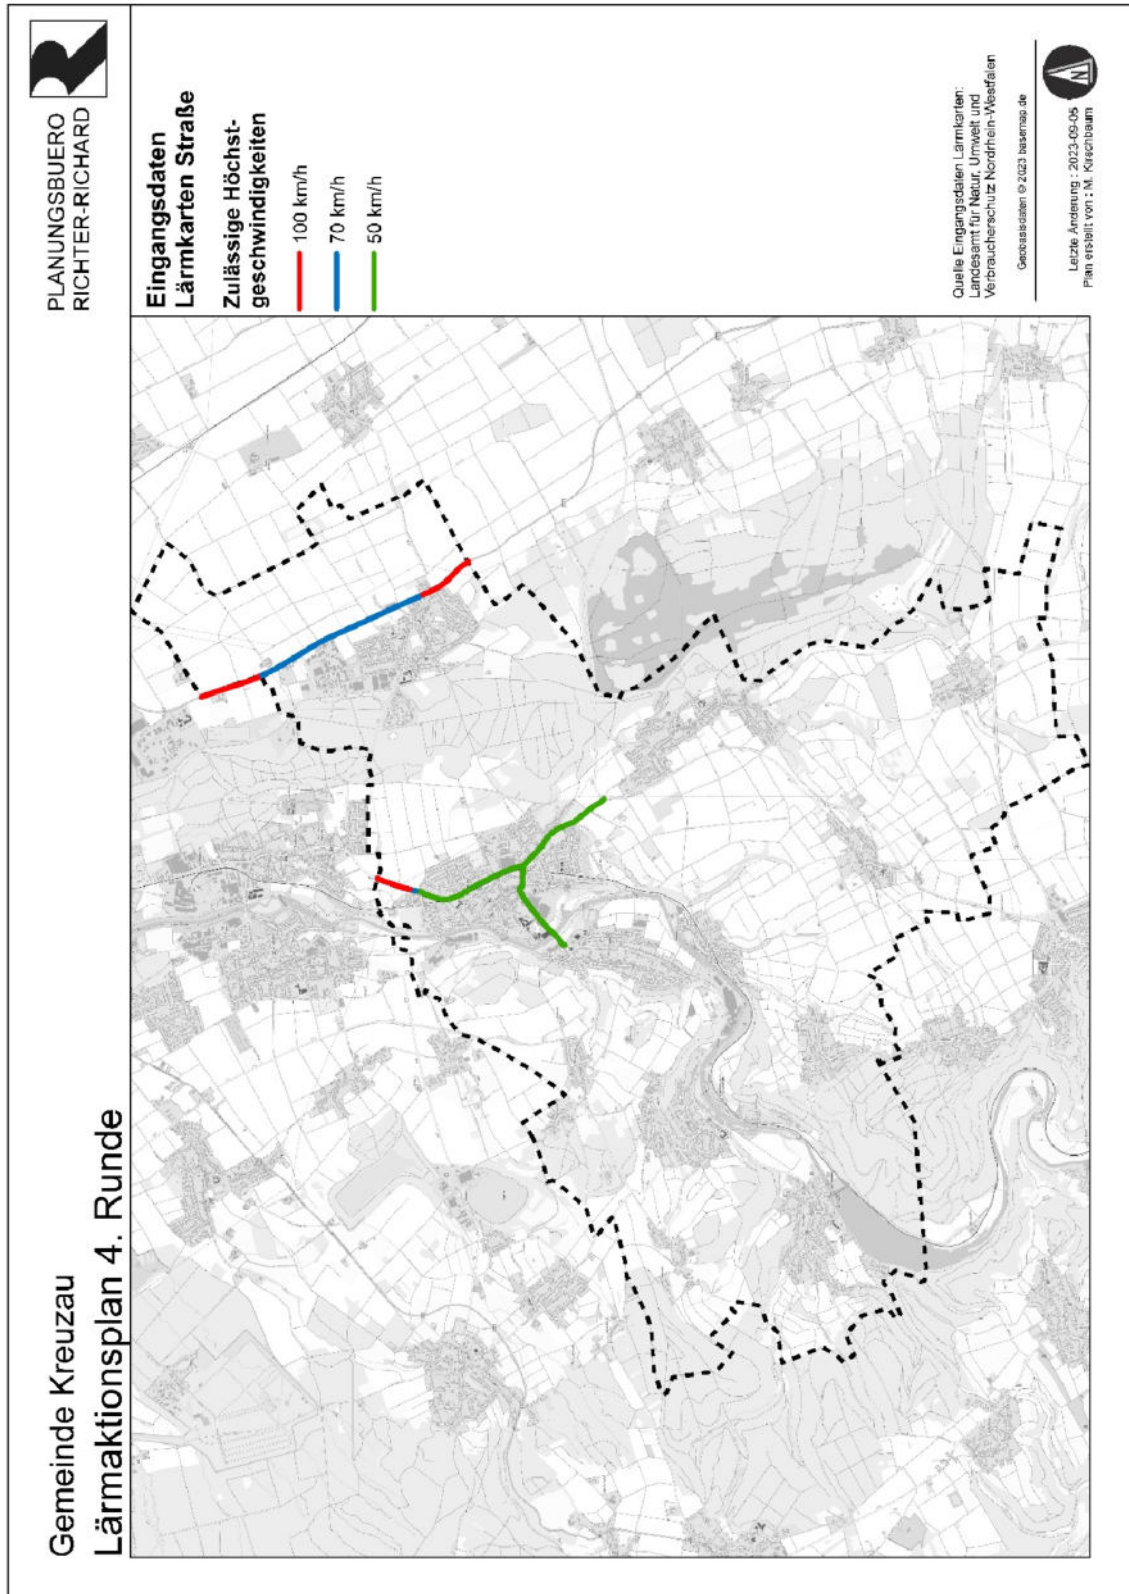 Gemeinde Kreuzau
Lärmaktionsplan 4. Runde
PLANUNGSBUERO
RICHTER-RICHARD
Eingangsdaten
Lärmkarten Straße
Zulässige Höchst-
geschwindigkeiten
100 km/h
70 km/h
50 km/h
Quelle Eingangsdaten Lärmkarten:
Landesamt für Natur, Umwelt und
Verbraucherschutz Nordrhein-Westfalen
Geobasisdaten © 2023 basemap.de
N
Letzte Änderung : 2023-09-05
Plan erstellt von : M. Kirschbaum